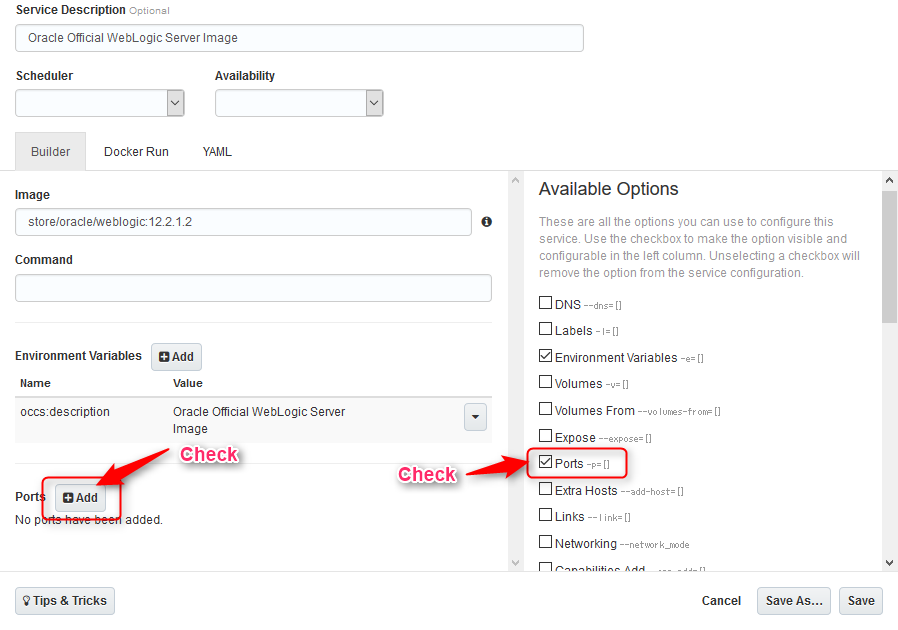 Service Description Optional
Oracle Official WebLogic Server Image
Scheduler Availability
Builder Docker Run YAML
Image
store/oracle/weblogic:12.2.1.2
Command
Environment Variables Add
Name Value
occs:description Oracle Official WebLogic Server
Image
Check
Ports Add
No ports have been added.
Available Options
These are all the options you can use to configure this
service. Use the checkbox to make the option visible and
configurable in the left column. Unselecting a checkbox will
remove the option from the service configuration.
DNS --dns=[]
Labels -l=[]
Environment Variables -e=[]
Volumes -v=[]
Volumes From --volumes-from=[]
Expose --expose=[]
Check
Ports -p=[]
Extra Hosts --add-host=[]
Links --link=[]
Networking --network_mode
Capabilities Add
Tips & Tricks Cancel Save As... Save